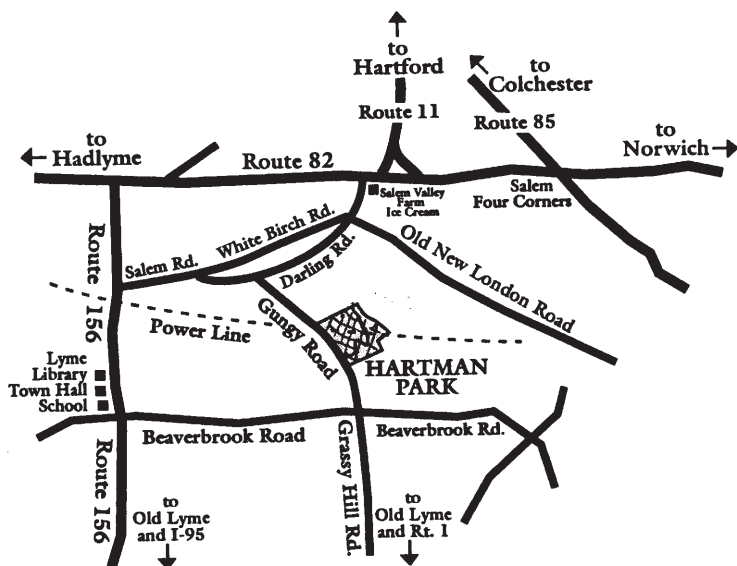 to
Hartford
to
Colchester
Route 11
Route 85
to
Hadlyme
Route 82
to
Norwich
Salem Valley
Farm
Ice Cream
Salem
Four Corners
White Birch Rd.
Salem Rd.
Darling Rd.
Old New London Road
Route 156
Power Line
Gungy Road
HARTMAN
PARK
Lyme
Library
Town Hall
School
Beaverbrook Road
Beaverbrook Rd.
Route 156
Grassy Hill Rd.
to
Old Lyme
and I-95
to
Old Lyme
and Rt. 1